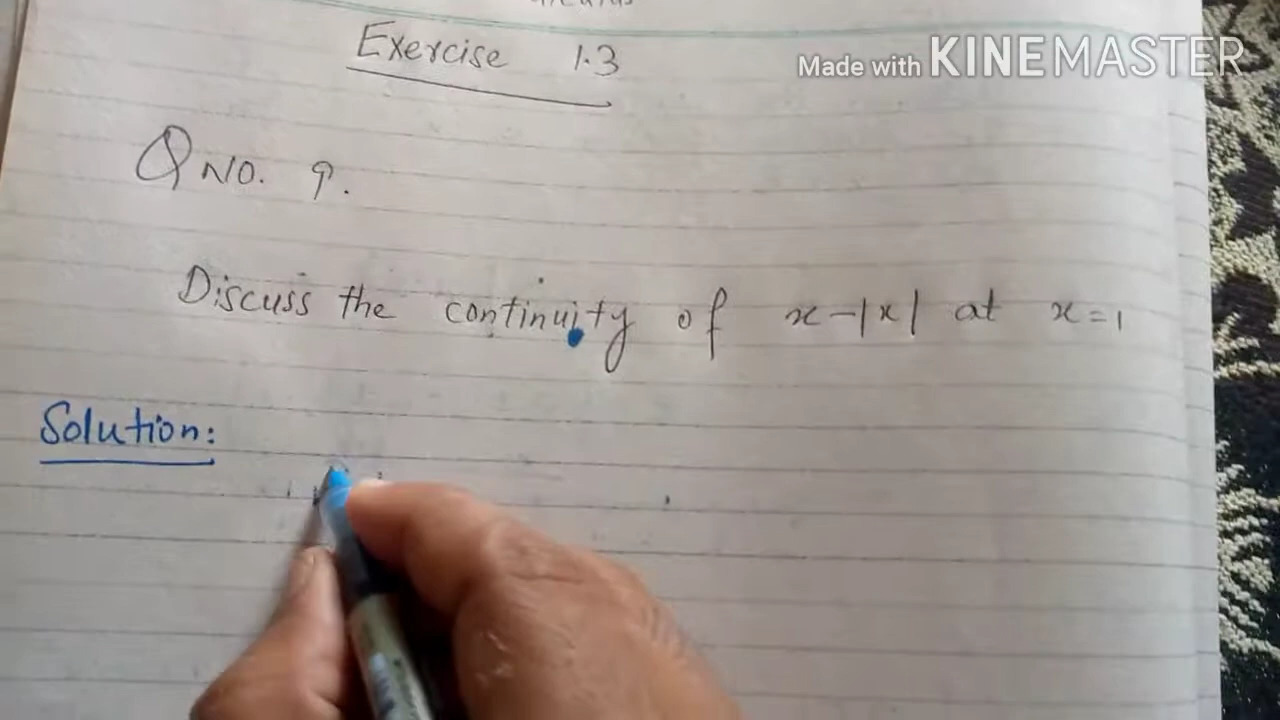 Exercise 1.3
Made with KINEMASTER
Q NO. 9.
Discuss the continuity of x-|x| at x=1
Solution: